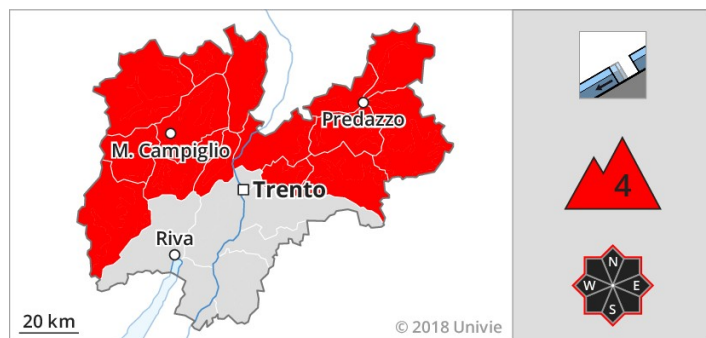 Predazzo
M. Campiglio
Trento
Riva
20 km
© 2018 Univie
4
N
W E
S